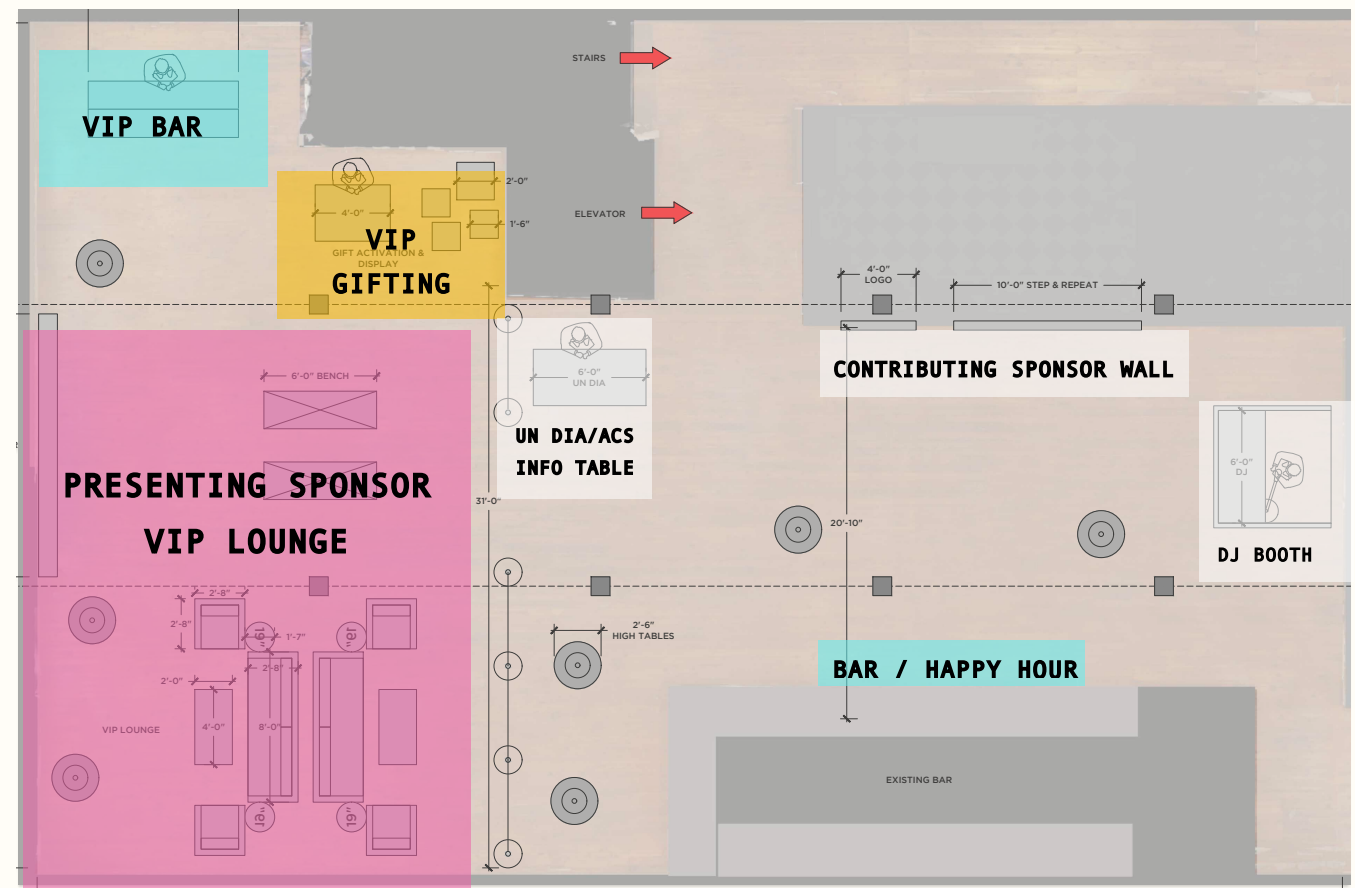 STAIRS
VIP BAR
2'-0"
4'-0"
ELEVATOR
1'-6"
VIP
GIFT ACTIVATION &
DISPLAY
GIFTING
4'-0"
LOGO
10'-0" STEP & REPEAT
6'-0" BENCH
6'-0"
UN DIA
CONTRIBUTING SPONSOR WALL
UN DIA/ACS
INFO TABLE
6'-0"
DJ
PRESENTING SPONSOR
VIP LOUNGE
31'-0"
20'-10"
DJ BOOTH
2'-8"
2'-8"
19"
1'-7"
19"
2'-6"
HIGH TABLES
2'-8"
2'-0"
BAR / HAPPY HOUR
VIP LOUNGE
4'-0"
8'-0"
EXISTING BAR
19"
19"